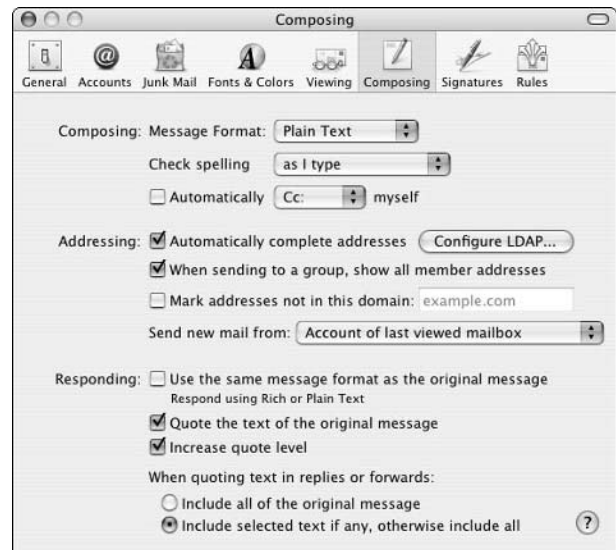 Composing
General Accounts Junk Mail Fonts & Colors Viewing Composing Signatures Rules
Composing: Message Format: Plain Text
Check spelling as I type
Automatically Cc: myself
Addressing: Automatically complete addresses Configure LDAP...
When sending to a group, show all member addresses
Mark addresses not in this domain: example.com
Send new mail from: Account of last viewed mailbox
Responding: Use the same message format as the original message
Respond using Rich or Plain Text
Quote the text of the original message
Increase quote level
When quoting text in replies or forwards:
Include all of the original message
Include selected text if any, otherwise include all ?